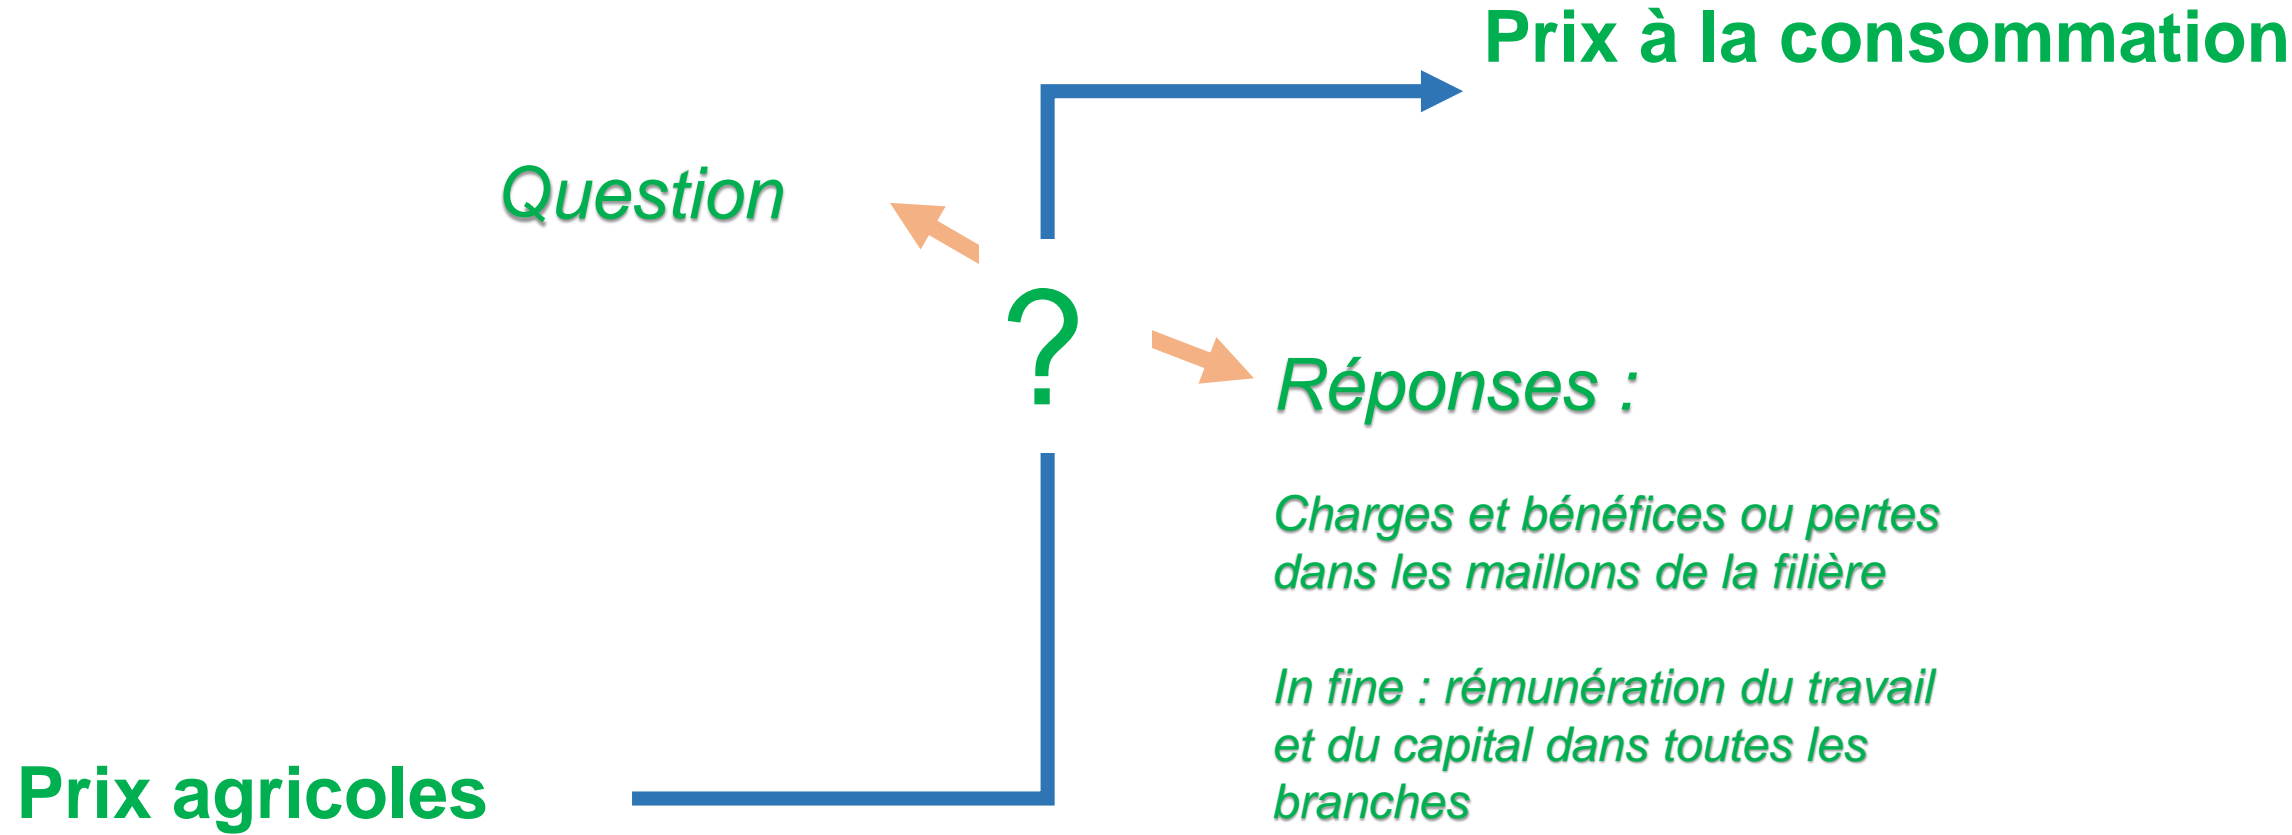 Prix à la consommation
Question
?
Réponses :
Charges et bénéfices ou pertes
dans les maillons de la filière
In fine : rémunération du travail
et du capital dans toutes les
branches
Prix agricoles